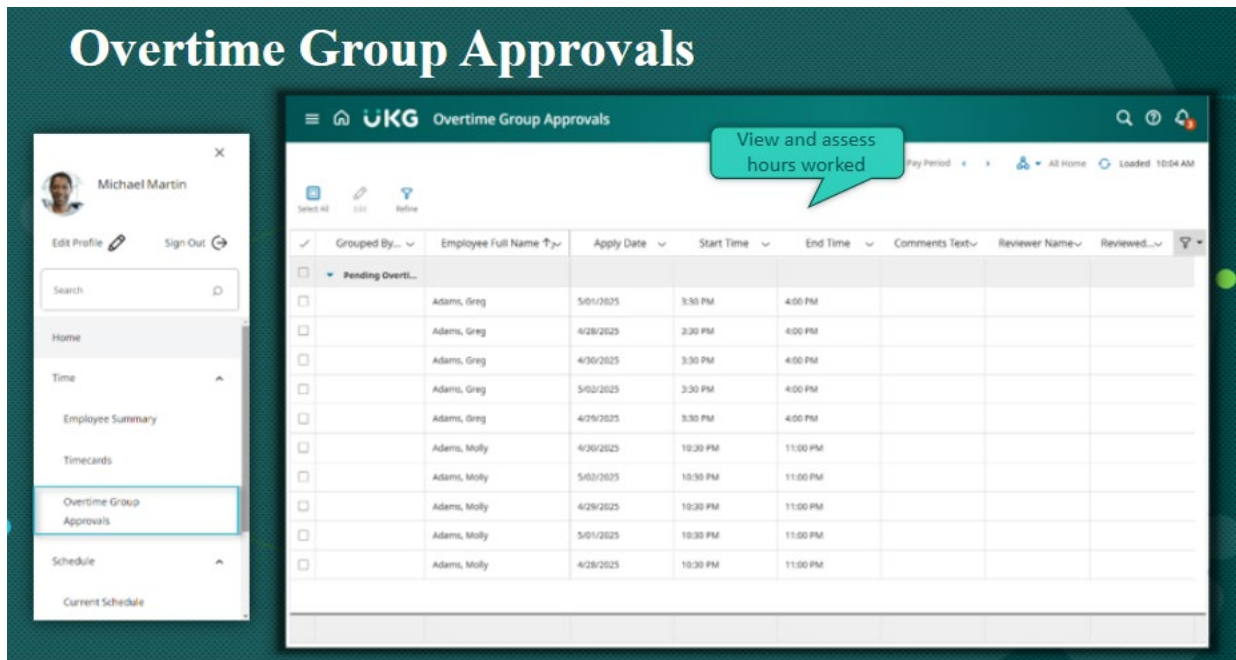 Overtime Group Approvals
UKG Overtime Group Approvals
3
View and assess
hours worked
Pay Period
All Home
Loaded 10:04 AM
Select All
Edit
Refine
Michael Martin
Edit Profile
Sign Out
Search
Home
Time
Employee Summary
Timecards
Overtime Group
Approvals
Schedule
Current Schedule
Grouped By... Employee Full Name Apply Date Start Time End Time Comments Text Reviewer Name Reviewed...
Pending Overti...
Adams, Greg 5/01/2025 3:30 PM 4:00 PM
Adams, Greg 4/28/2025 3:30 PM 4:00 PM
Adams, Greg 4/30/2025 3:30 PM 4:00 PM
Adams, Greg 5/02/2025 3:30 PM 4:00 PM
Adams, Greg 4/29/2025 3:30 PM 4:00 PM
Adams, Molly 4/30/2025 10:30 PM 11:00 PM
Adams, Molly 5/02/2025 10:30 PM 11:00 PM
Adams, Molly 4/29/2025 10:30 PM 11:00 PM
Adams, Molly 5/01/2025 10:30 PM 11:00 PM
Adams, Molly 4/28/2025 10:30 PM 11:00 PM